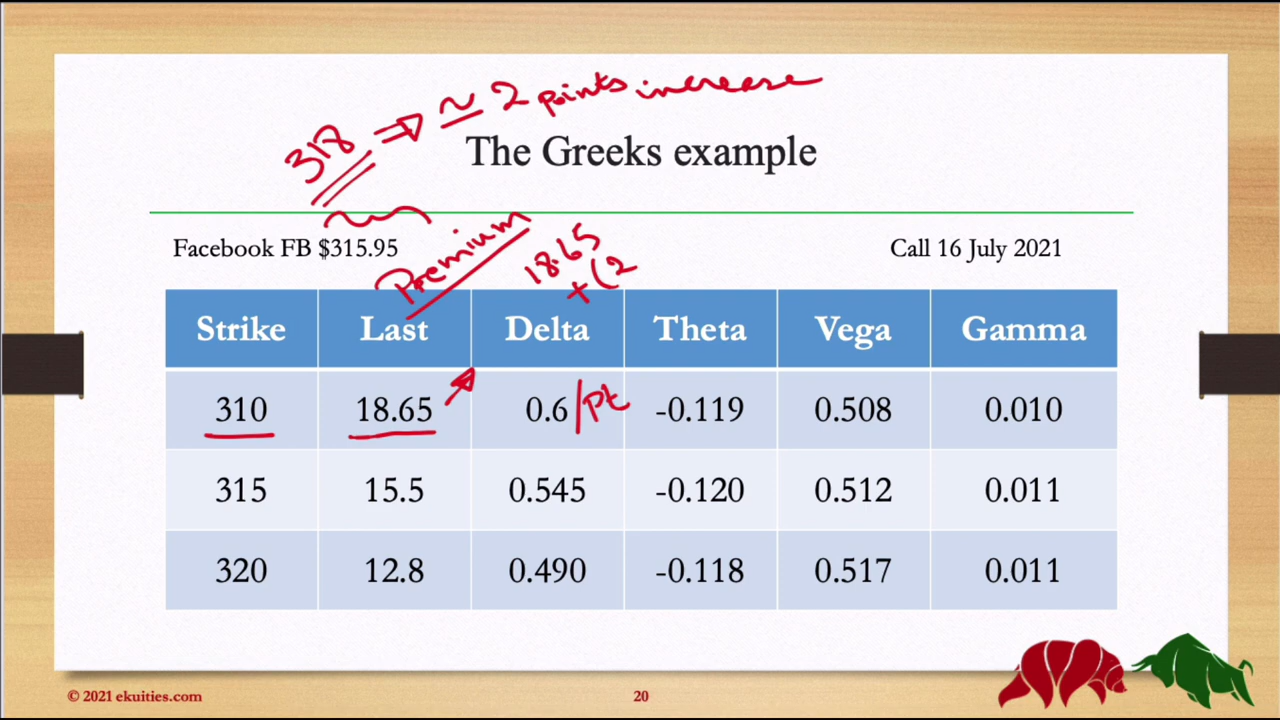 318 ⇒ ≃ 2 points increase
The Greeks example
Premium
18.65
+(2
Facebook FB $315.95
Call 16 July 2021
Strike Last Delta Theta Vega Gamma
310 18.65 0.6/pt -0.119 0.508 0.010
315 15.5 0.545 -0.120 0.512 0.011
320 12.8 0.490 -0.118 0.517 0.011
© 2021 ekuities.com
20